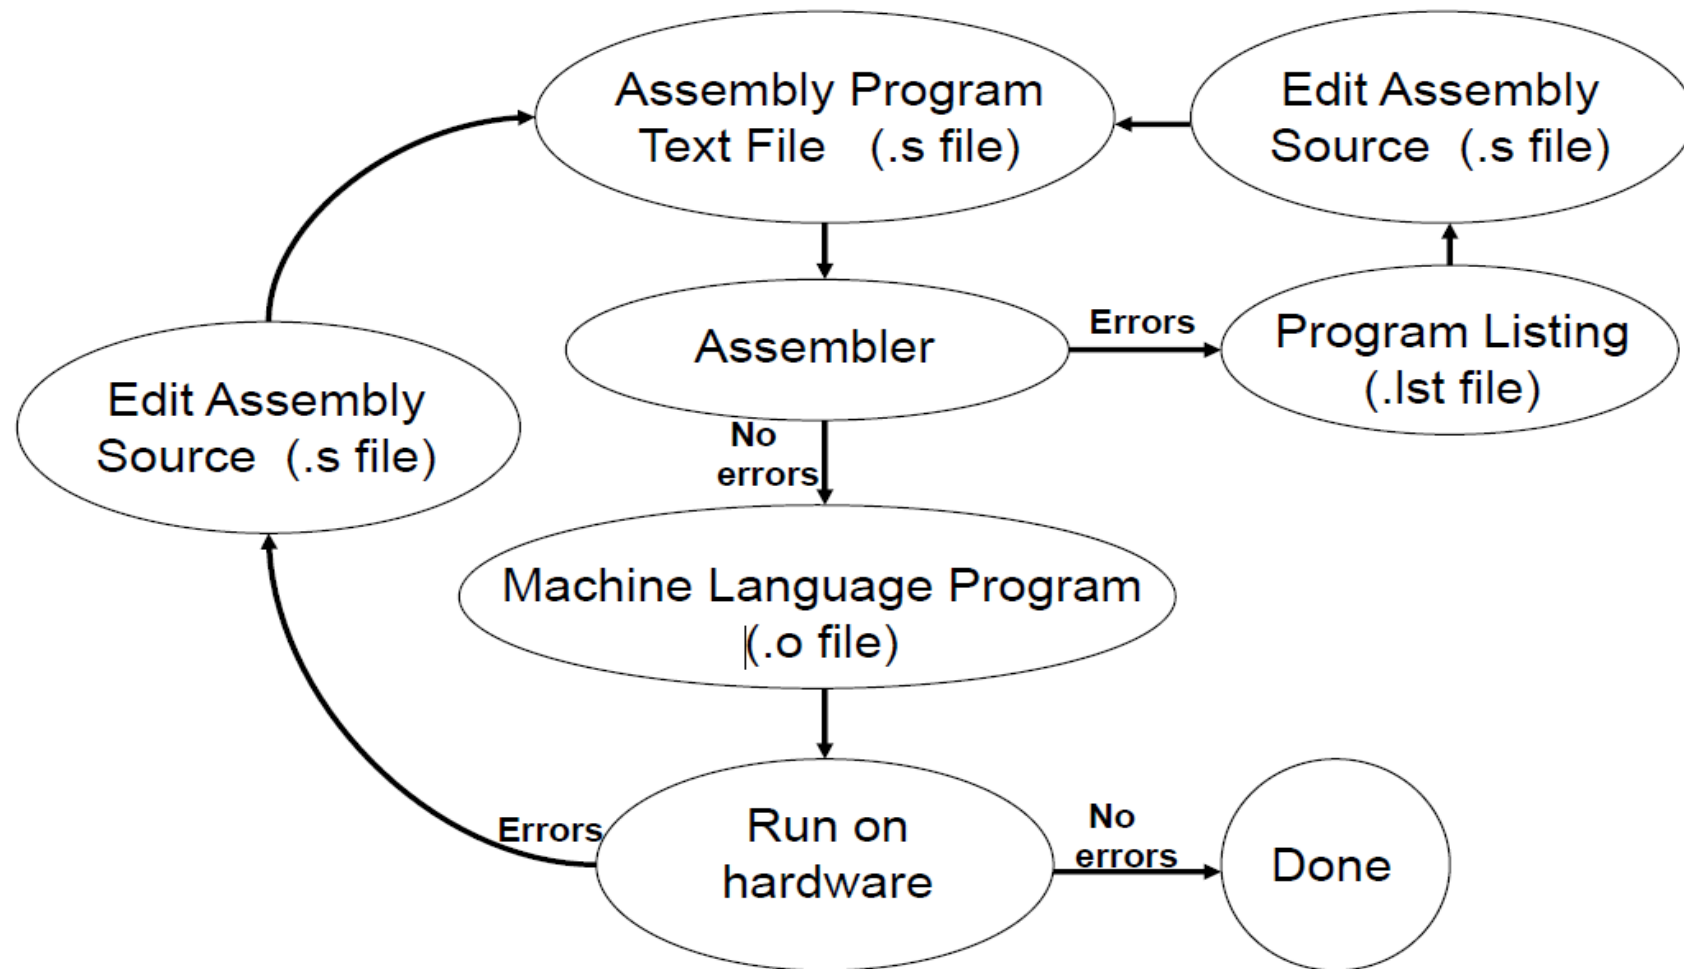 Assembly Program
Text File (.s file)
Edit Assembly
Source (.s file)
Assembler
Errors
Program Listing
(.lst file)
Edit Assembly
Source (.s file)
No
errors
Machine Language Program
(.o file)
Errors
Run on
hardware
No
errors
Done